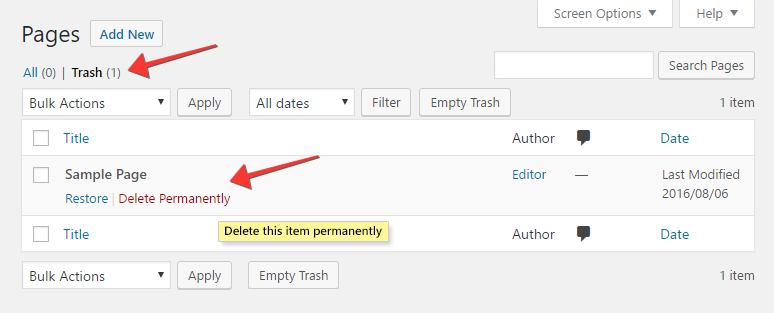 Screen Options ▼ Help ▼
Pages Add New
All (0) | Trash (1)
Search Pages
Bulk Actions ▼ Apply All dates ▼ Filter Empty Trash 1 item
Title Author Date
Sample Page Editor — Last Modified
2016/08/06
Restore | Delete Permanently
Delete this item permanently
Title Author Date
Bulk Actions ▼ Apply Empty Trash 1 item